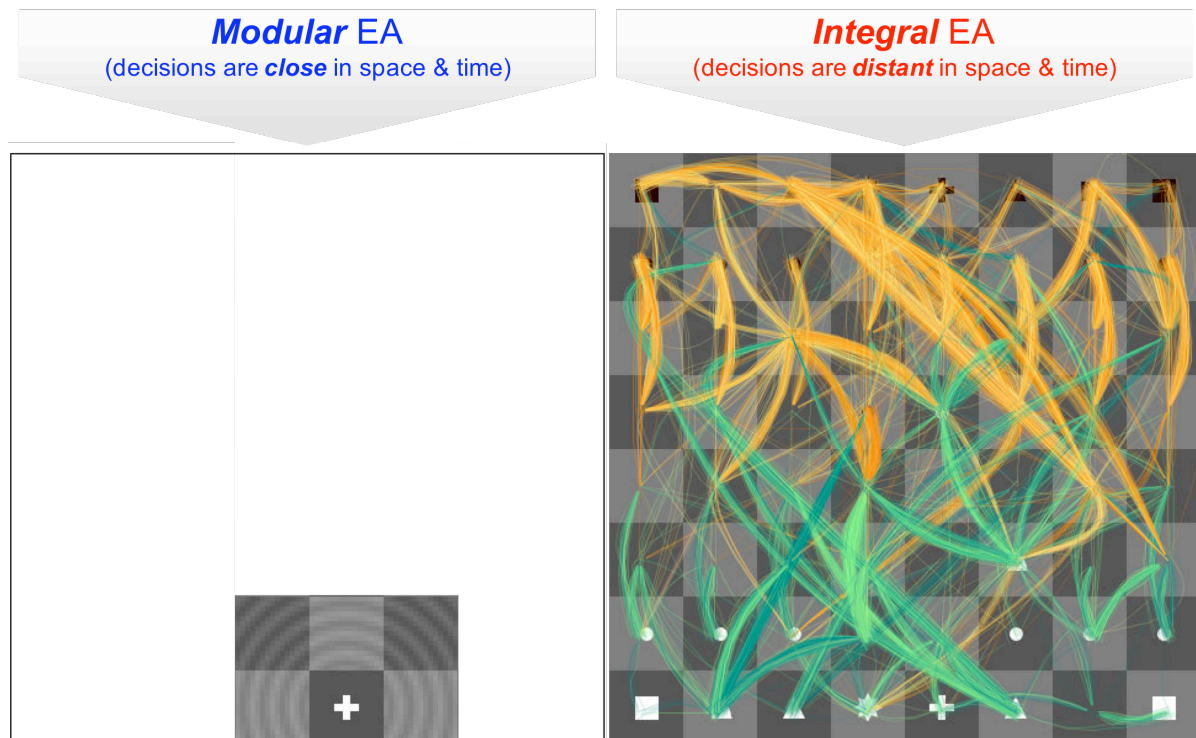 Modular EA
(decisions are close in space & time)
Integral EA
(decisions are distant in space & time)